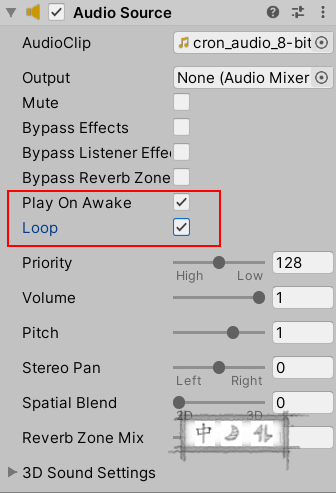 Audio Source
AudioClip cron_audio_8-bit
Output None (Audio Mixer
Mute
Bypass Effects
Bypass Listener Effe
Bypass Reverb Zone
Play On Awake
Loop
Priority 128
High Low
Volume 1
Pitch 1
Stereo Pan 0
Left Right
Spatial Blend 0
2D 3D
中
Reverb Zone Mix
3D Sound Settings